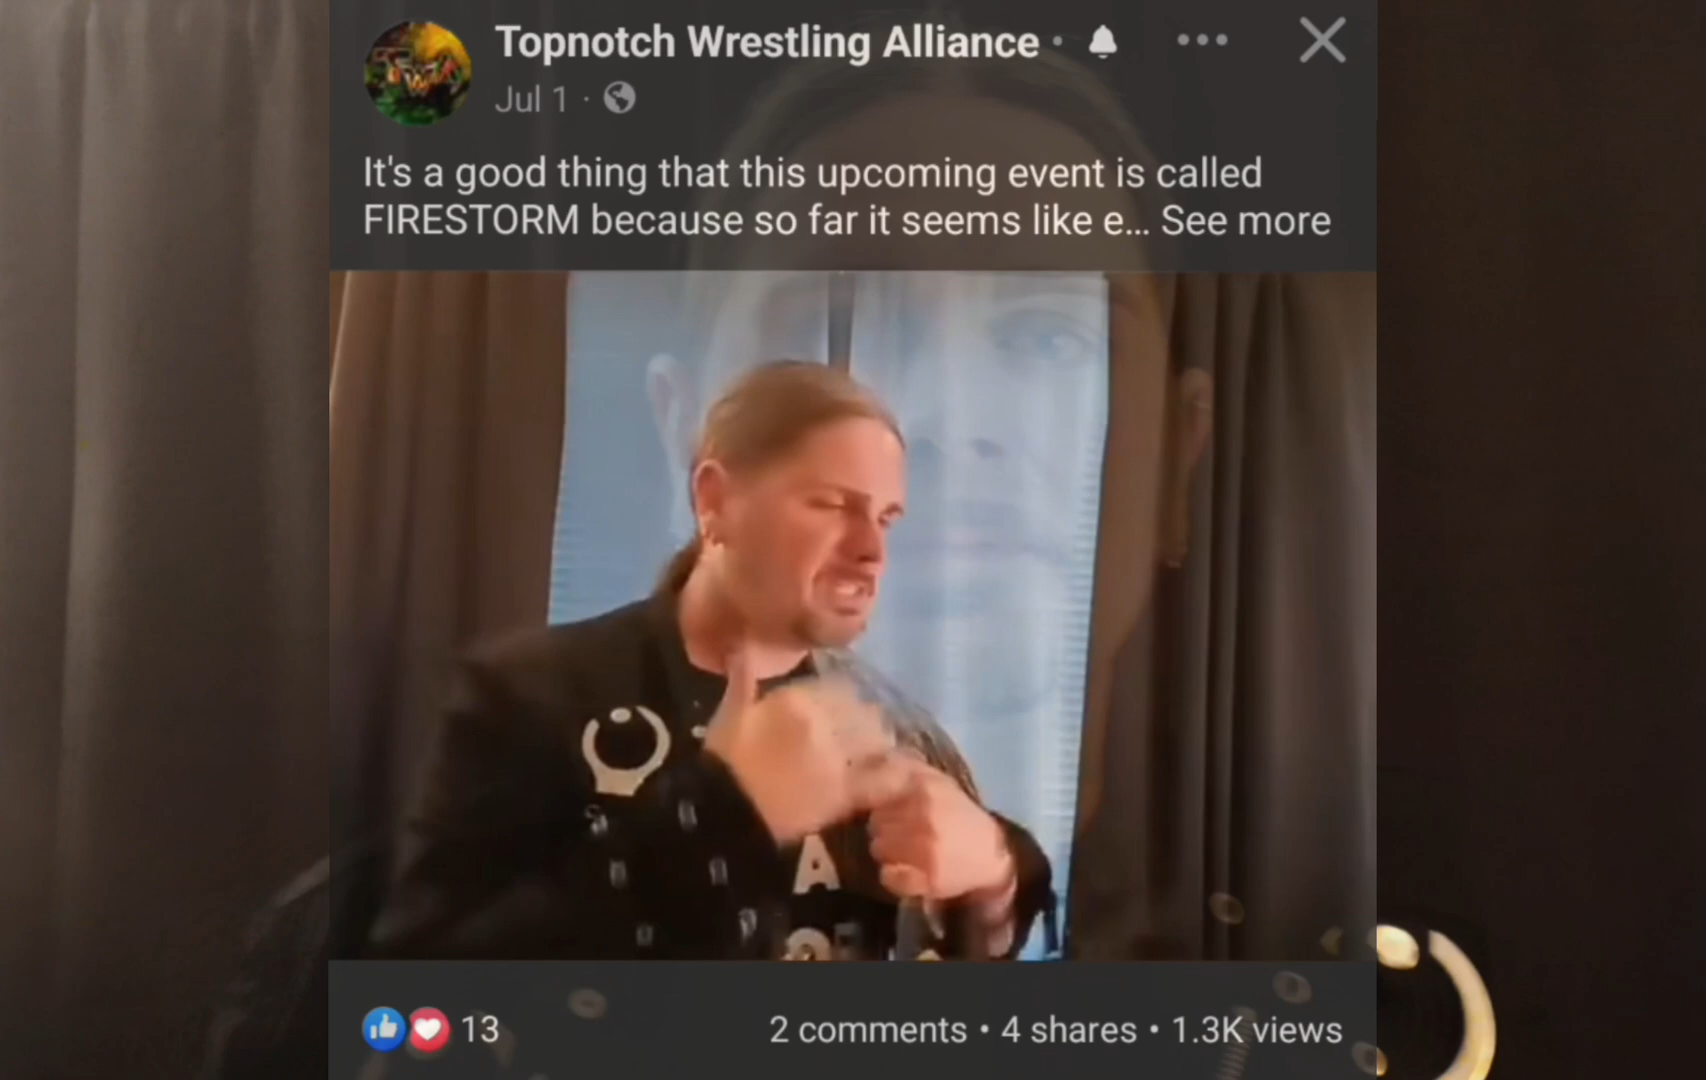 Topnotch Wrestling Alliance ·
Jul 1 ·
It's a good thing that this upcoming event is called
FIRESTORM because so far it seems like e... See more
A
13
2 comments • 4 shares • 1.3K views